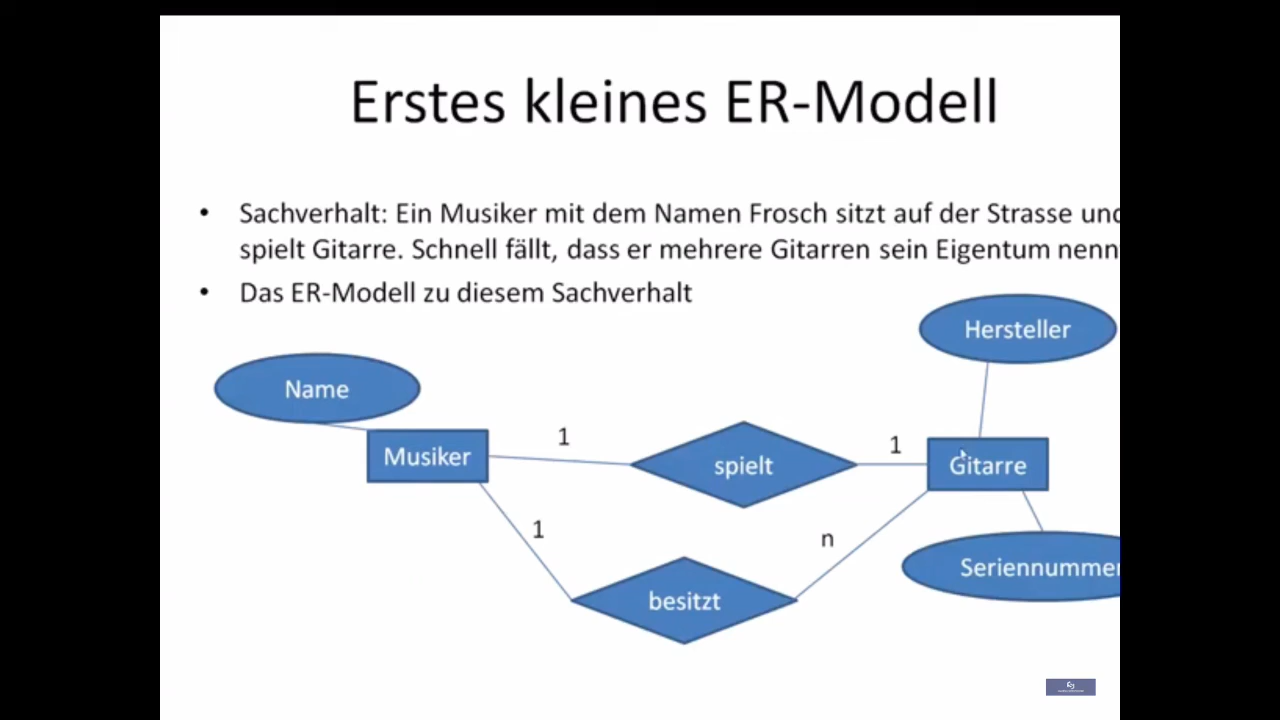 Erstes kleines ER-Modell
• Sachverhalt: Ein Musiker mit dem Namen Frosch sitzt auf der Strasse und
spielt Gitarre. Schnell fällt, dass er mehrere Gitarren sein Eigentum nenn
• Das ER-Modell zu diesem Sachverhalt
Hersteller
Name
1
1
Musiker
spielt
Gitarre
1
n
Seriennummer
besitzt